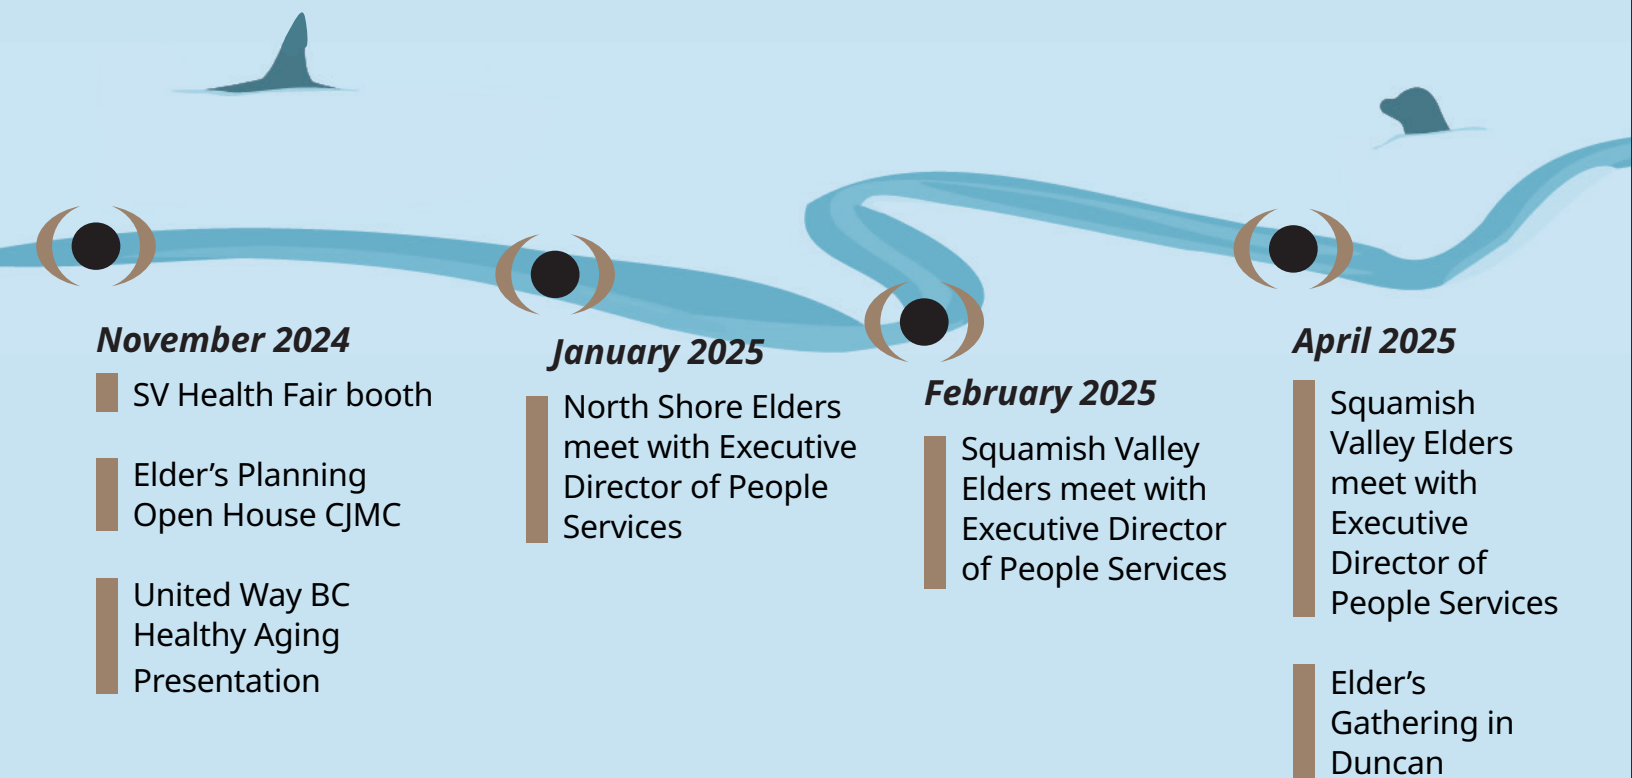 November 2024
SV Health Fair booth
Elder’s Planning
Open House CJMC
United Way BC
Healthy Aging
Presentation
January 2025
North Shore Elders
meet with Executive
Director of People
Services
February 2025
Squamish Valley
Elders meet with
Executive Director
of People Services
April 2025
Squamish
Valley Elders
meet with
Executive
Director of
People Services
Elder’s
Gathering in
Duncan